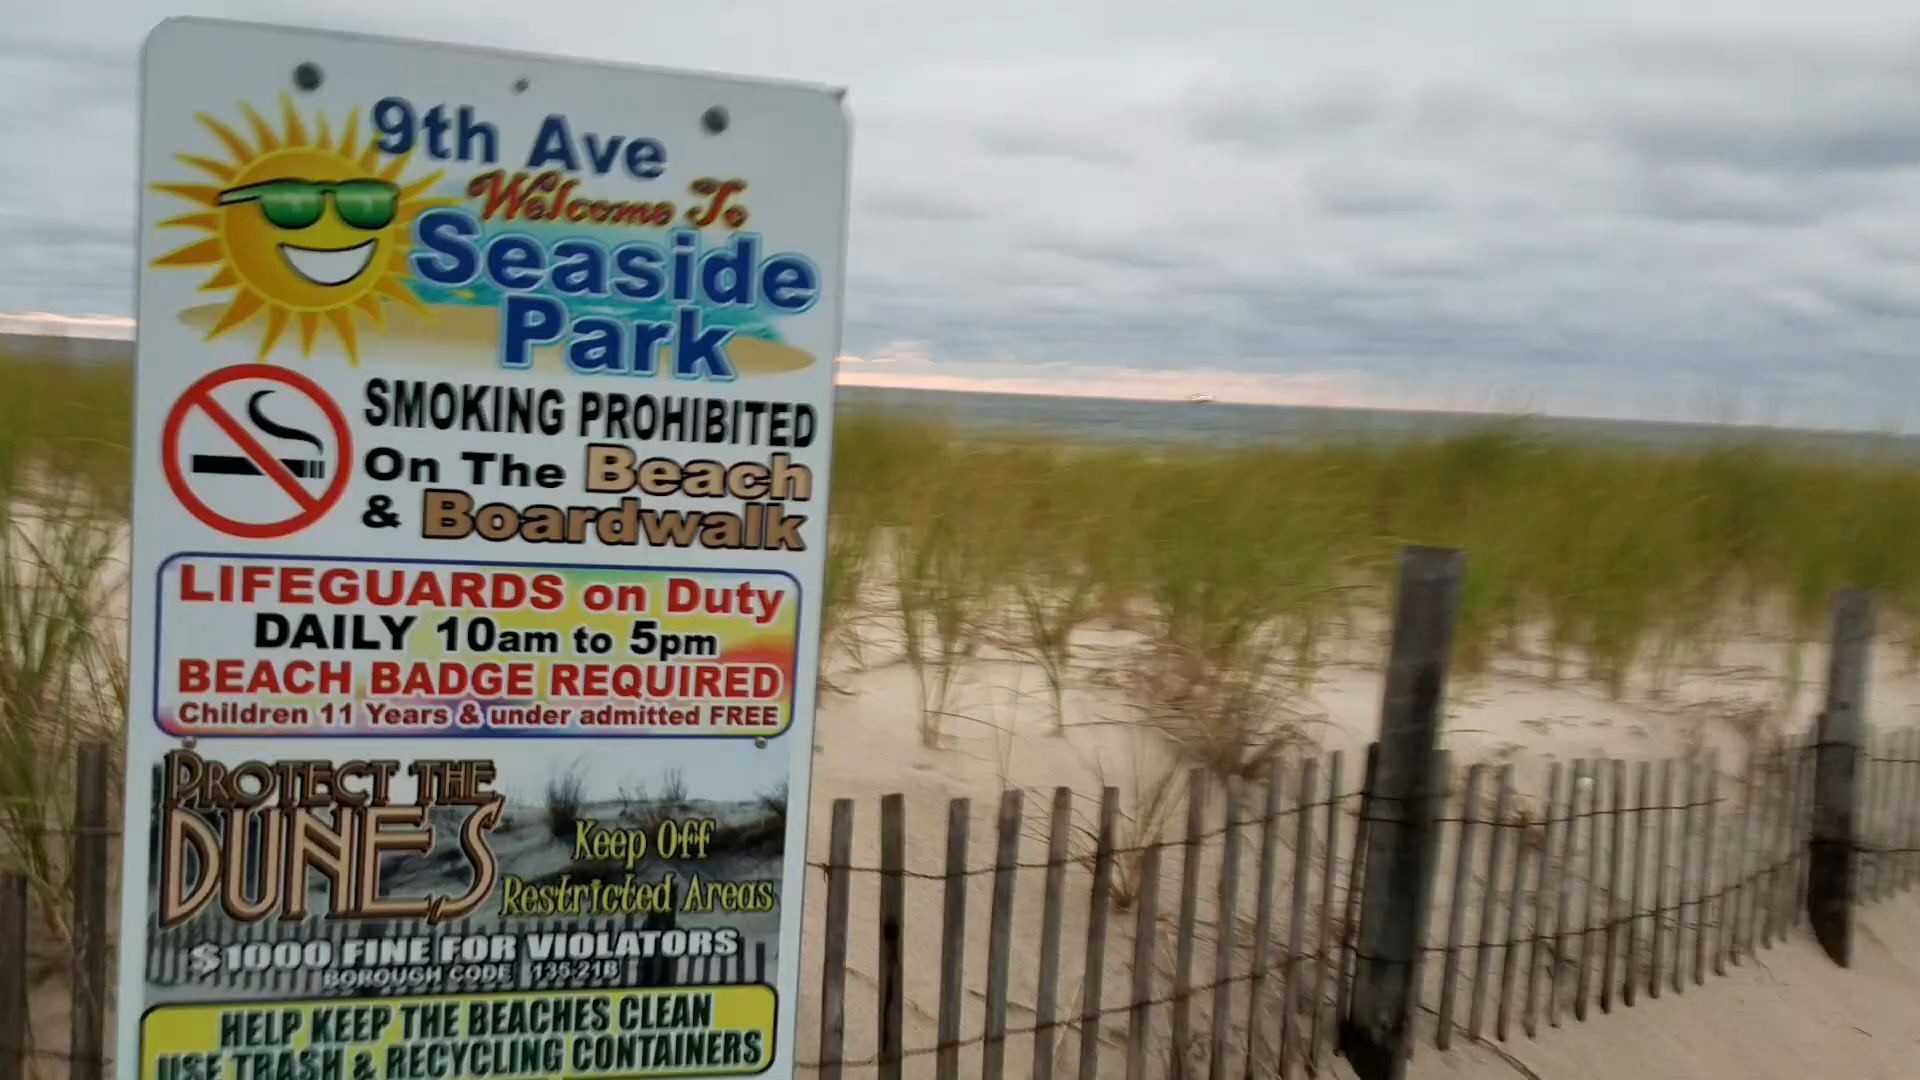 9th Ave
Welcome To
Seaside
Park
SMOKING PROHIBITED
On The Beach
& Boardwalk
LIFEGUARDS on Duty
DAILY 10am to 5pm
BEACH BADGE REQUIRED
Children 11 Years & under admitted FREE
PROTECT THE
DUNES
Keep Off
Restricted Areas
$1000 FINE FOR VIOLATORS
BOROUGH CODE 135-21B
HELP KEEP THE BEACHES CLEAN
USE TRASH & RECYCLING CONTAINERS